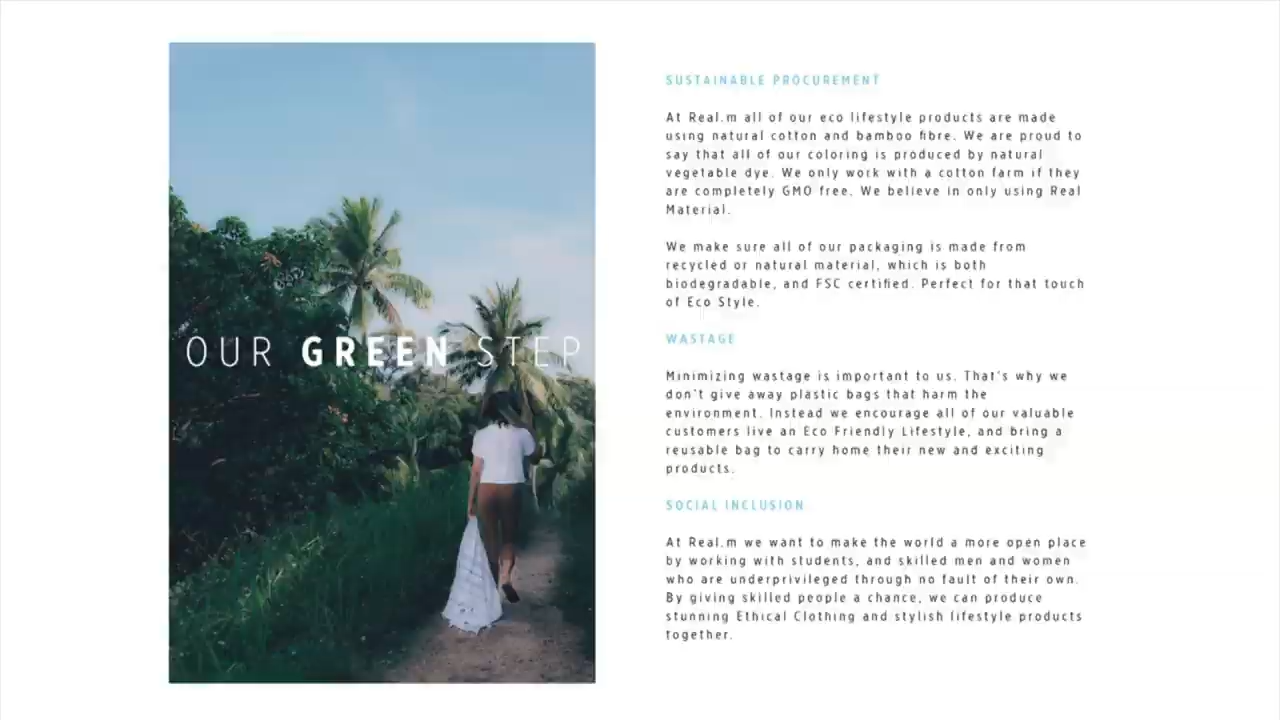 OUR GREEN STEP
SUSTAINABLE PROCUREMENT
At Real.m all of our eco lifestyle products are made
using natural cotton and bamboo fibre. We are proud to
say that all of our coloring is produced by natural
vegetable dye. We only work with a cotton farm if they
are completely GMO free. We believe in only using Real
Material.
We make sure all of our packaging is made from
recycled or natural material, which is both
biodegradable, and FSC certified. Perfect for that touch
of Eco Style.
WASTAGE
Minimizing wastage is important to us. That's why we
don't give away plastic bags that harm the
environment. Instead we encourage all of our valuable
customers live an Eco Friendly Lifestyle, and bring a
reusable bag to carry home their new and exciting
products.
SOCIAL INCLUSION
At Real.m we want to make the world a more open place
by working with students, and skilled men and women
who are underprivileged through no fault of their own.
By giving skilled people a chance, we can produce
stunning Ethical Clothing and stylish lifestyle products
together.